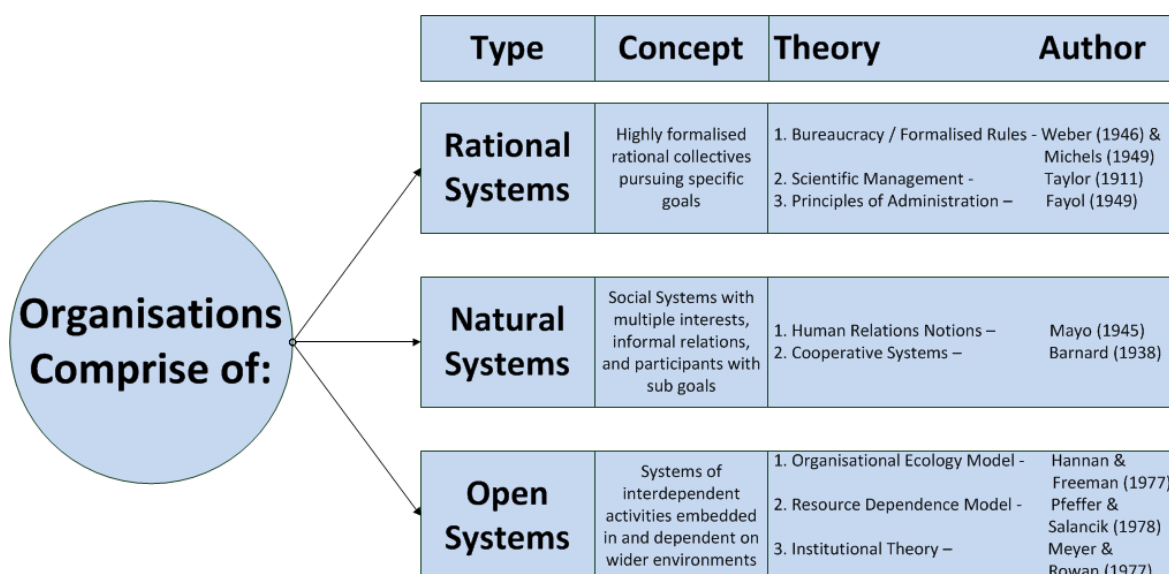 Type Concept Theory Author
Organisations
Comprise of:
Rational
Systems
Highly formalised
rational collectives
pursuing specific
goals
1. Bureaucracy / Formalised Rules - Weber (1946) &
Michels (1949)
2. Scientific Management - Taylor (1911)
3. Principles of Administration – Fayol (1949)
Natural
Systems
Social Systems with
multiple interests,
informal relations,
and participants with
sub goals
1. Human Relations Notions – Mayo (1945)
2. Cooperative Systems – Barnard (1938)
Open
Systems
Systems of
interdependent
activities embedded
in and dependent on
wider environments
1. Organisational Ecology Model - Hannan &
Freeman (1977)
2. Resource Dependence Model - Pfeffer &
Salancik (1978)
3. Institutional Theory – Meyer &
Rowan (1977)